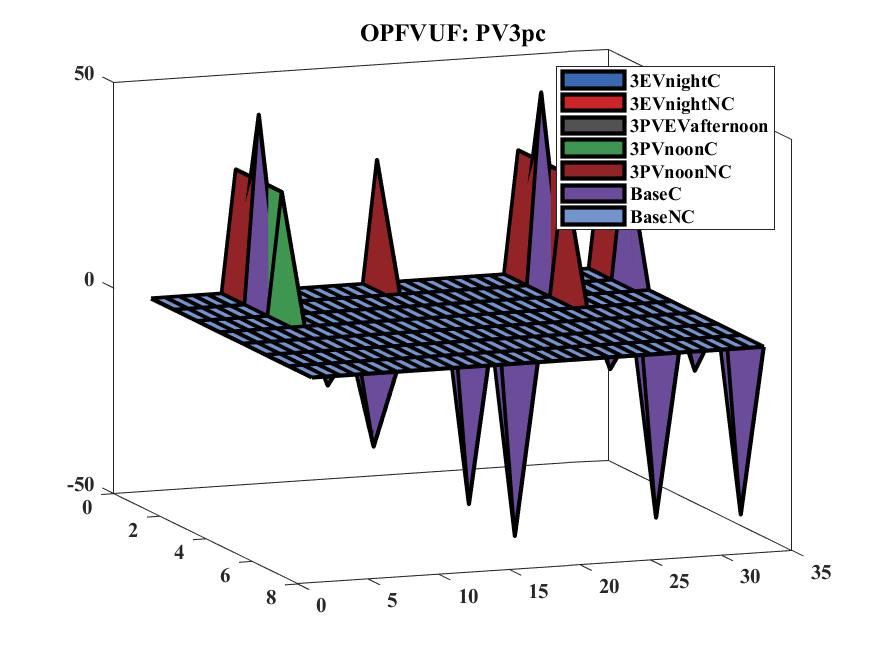 OPFVUF: PV3pc
50
0
-50
3EVnightC
3EVnightNC
3PVEVafternoon
3PVnoonC
3PVnoonNC
BaseC
BaseNC
0
2
4
6
8
0
5
10
15
20
25
30
35